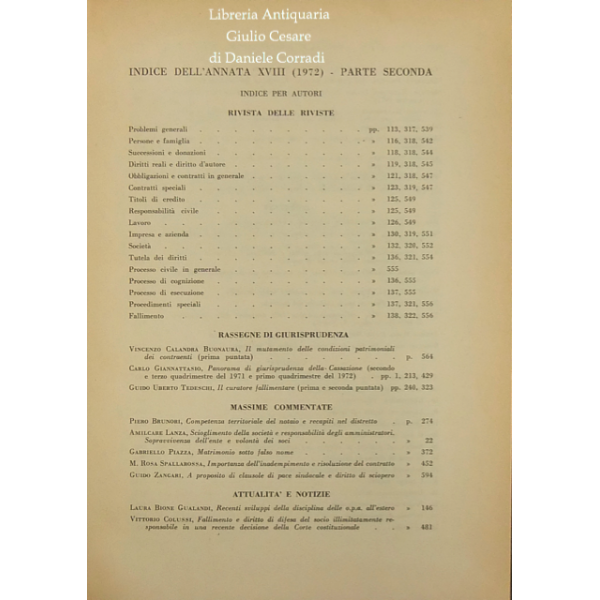 Libreria Antiquaria
Giulio Cesare
di Daniele Corradi
INDICE DELL'ANNATA XVIII (1972) - PARTE SECONDA
INDICE PER AUTORI
RIVISTA DELLE RIVISTE
Problemi generali . . . . . . . . . . . pp. 113, 317, 539
Persone e famiglia . . . . . . . . . . . » 116, 318, 542
Successioni e donazioni . . . . . . . . . . » 118, 318, 544
Diritti reali e diritto d'autore . . . . . . . . . » 119, 318, 545
Obbligazioni e contratti in generale . . . . . . . . » 121, 318, 547
Contratti speciali . . . . . . . . . . . » 123, 319, 547
Titoli di credito . . . . . . . . . . . » 125, 549
Responsabilità civile . . . . . . . . . . . » 125, 549
Lavoro . . . . . . . . . . . . . » 126, 549
Impresa e azienda . . . . . . . . . . . » 130, 319, 551
Società . . . . . . . . . . . . . » 132, 320, 552
Tutela dei diritti . . . . . . . . . . . » 136, 321, 554
Processo civile in generale . . . . . . . . . » 555
Processo di cognizione . . . . . . . . . . » 136, 555
Processo di esecuzione . . . . . . . . . . » 137, 555
Procedimenti speciali . . . . . . . . . . » 137, 321, 556
Fallimento . . . . . . . . . . . . » 138, 322, 556
RASSEGNE DI GIURISPRUDENZA
Vincenzo Calandra Buonaura, Il mutamento delle condizioni patrimoniali
dei contraenti (prima puntata) . . . . . . . p. 564
Carlo Giannattasio, Panorama di giurisprudenza della Cassazione (secondo
e terzo quadrimestre del 1971 e primo quadrimestre del 1972) . pp. 1, 213, 429
Guido Uberto Tedeschi, Il curatore fallimentare (prima e seconda puntata) pp. 240, 323
MASSIME COMMENTATE
Piero Brunori, Competenza territoriale del notaio e recapiti nel distretto . p. 274
Amilcare Lanza, Scioglimento della società e responsabilità degli amministratori.
Sopravvivenza dell'ente e volontà dei soci . . . . . . » 22
Gabriello Piazza, Matrimonio sotto falso nome . . . . . . » 372
M. Rosa Spallarossa, Importanza dell'inadempimento e risoluzione del contratto » 452
Guido Zangari, A proposito di clausole di pace sindacale e diritto di sciopero » 594
ATTUALITA' E NOTIZIE
Laura Bione Gualandi, Recenti sviluppi della disciplina delle o.p.a. all'estero » 146
Vittorio Colussi, Fallimento e diritto di difesa del socio illimitatamente re-
sponsabile in una recente decisione della Corte costituzionale . . » 481